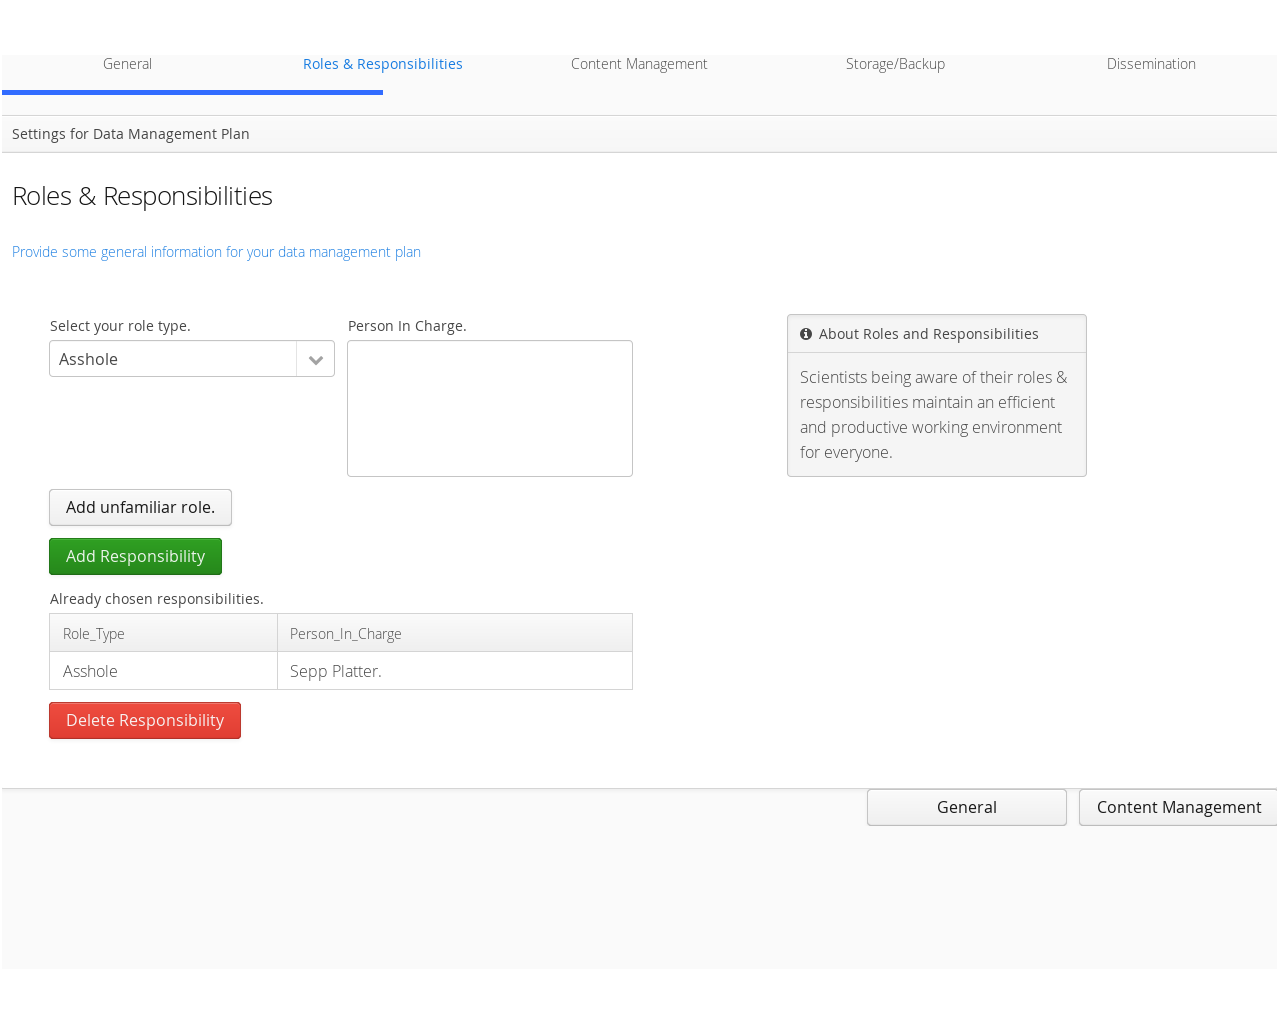 General
Roles & Responsibilities
Content Management
Storage/Backup
Dissemination
Settings for Data Management Plan
Roles & Responsibilities
Provide some general information for your data management plan
Select your role type.
Asshole
Person In Charge.
About Roles and Responsibilities
Scientists being aware of their roles &
responsibilities maintain an efficient
and productive working environment
for everyone.
Add unfamiliar role.
Add Responsibility
Already chosen responsibilities.
Role_Type Person_In_Charge
Asshole Sepp Platter.
Delete Responsibility
General
Content Management